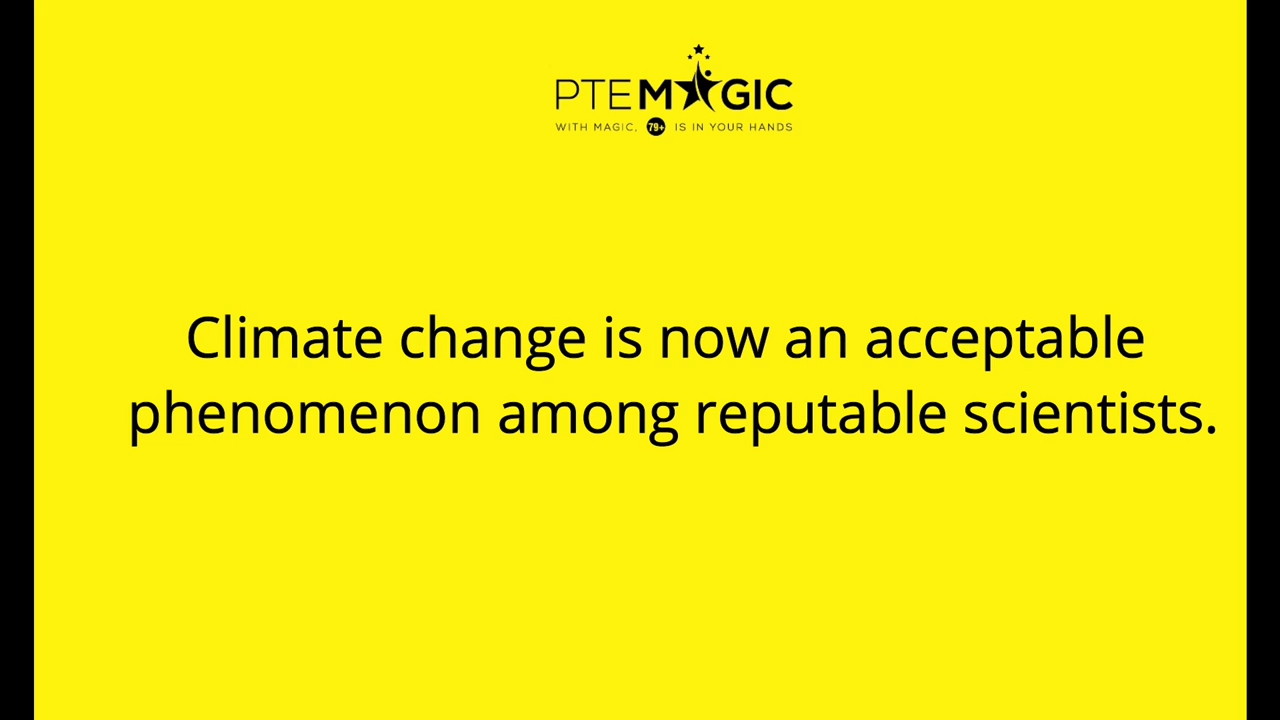 PTEMAGIC
WITH MAGIC, 79+ IS IN YOUR HANDS
Climate change is now an acceptable
phenomenon among reputable scientists.